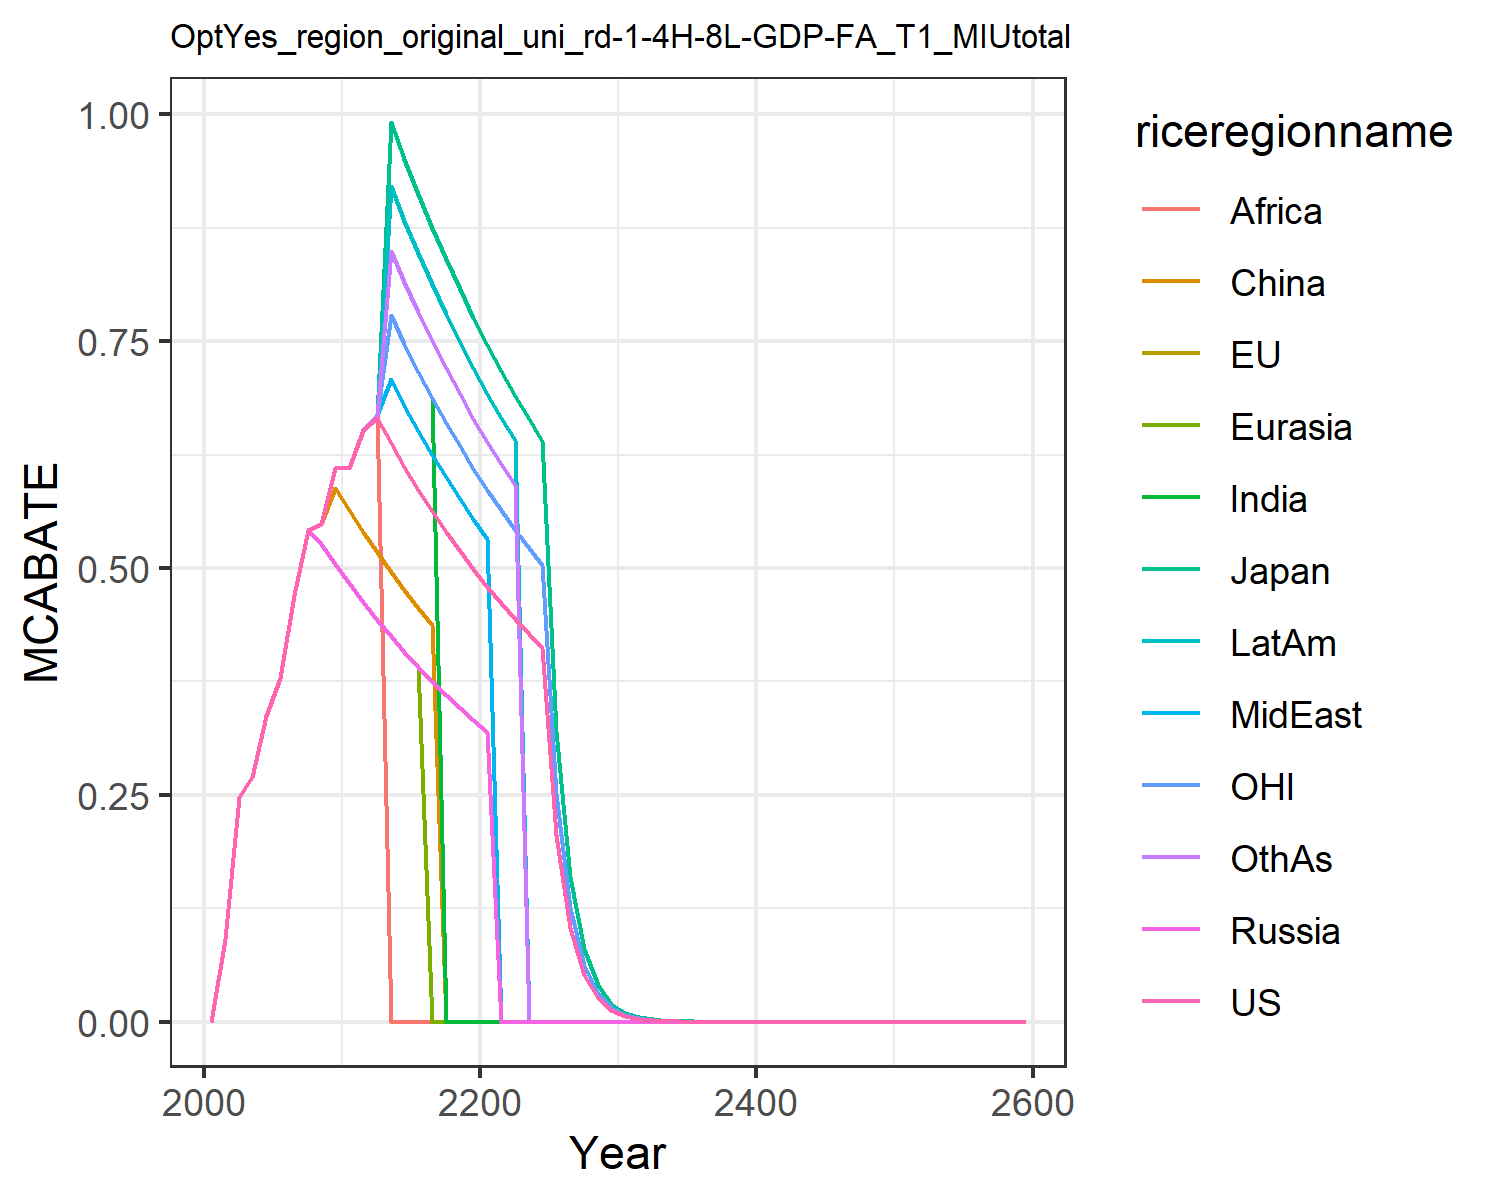 OptYes_region_original_uni_rd-1-4H-8L-GDP-FA_T1_MIUtotal
1.00
0.75
0.50
0.25
0.00
MCABATE
2000 2200 2400 2600
Year
riceregionname
Africa
China
EU
Eurasia
India
Japan
LatAm
MidEast
OHI
OthAs
Russia
US